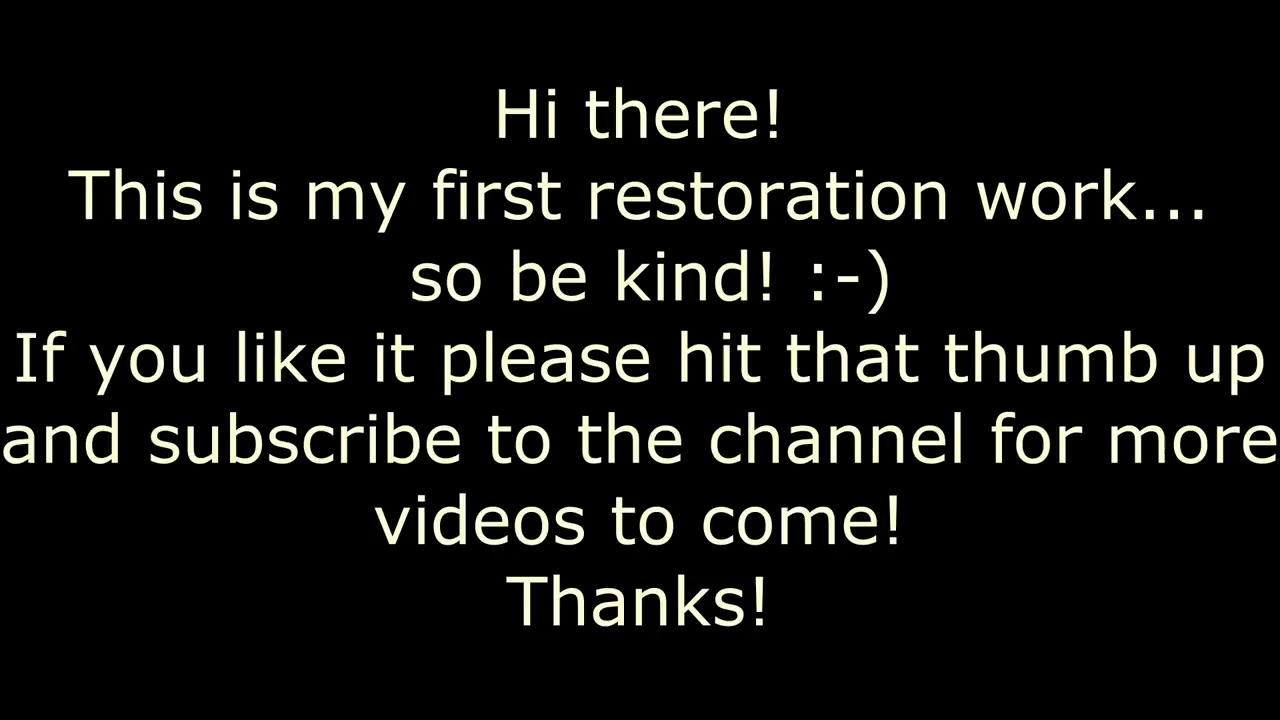 Hi there!
This is my first restoration work...
so be kind! :-)
If you like it please hit that thumb up
and subscribe to the channel for more
videos to come!
Thanks!